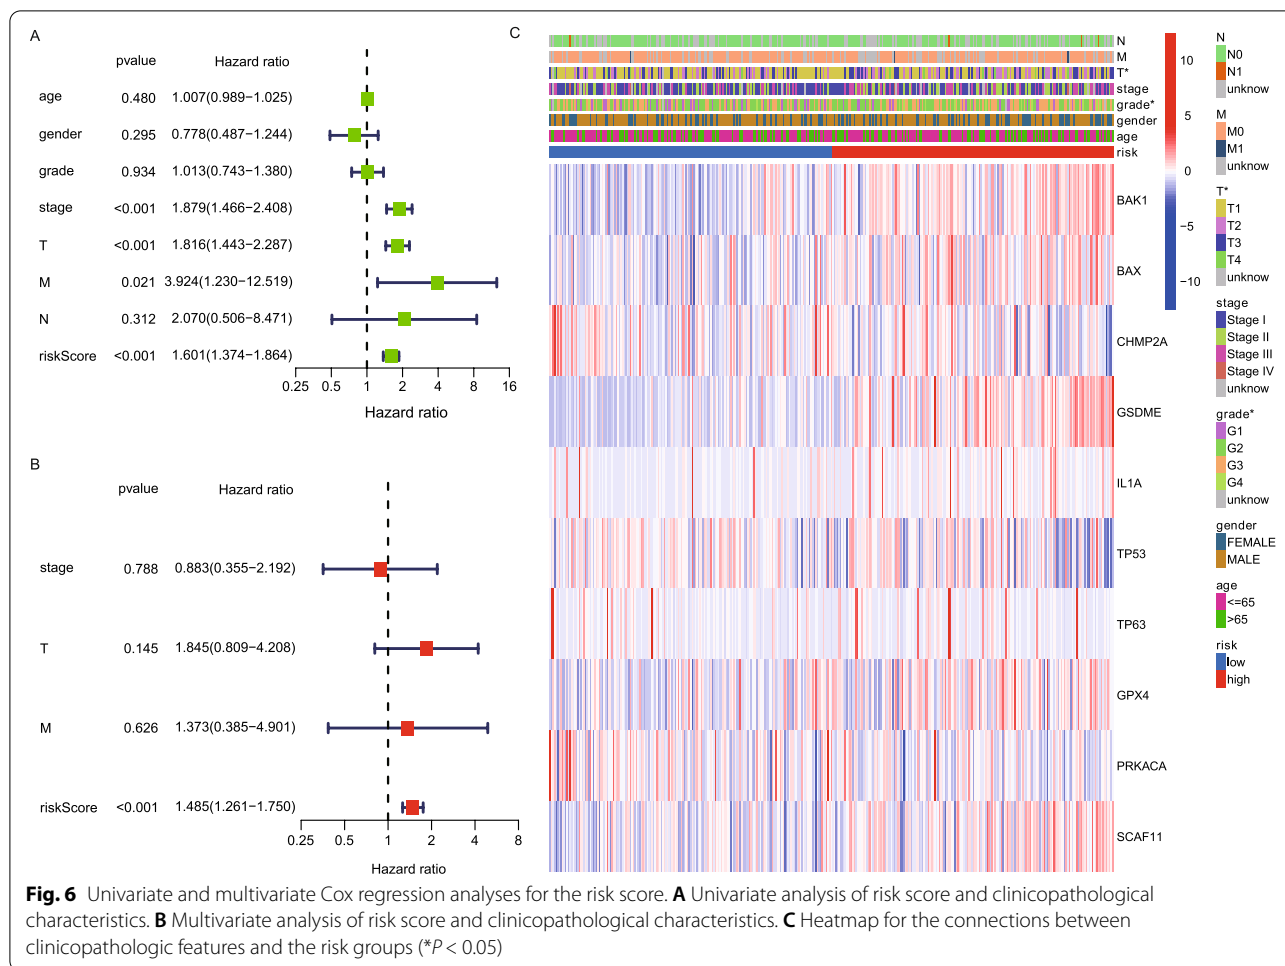 A
pvalue Hazard ratio
age 0.480 1.007(0.989−1.025)
gender 0.295 0.778(0.487−1.244)
grade 0.934 1.013(0.743−1.380)
stage <0.001 1.879(1.466−2.408)
T <0.001 1.816(1.443−2.287)
M 0.021 3.924(1.230−12.519)
N 0.312 2.070(0.506−8.471)
riskScore <0.001 1.601(1.374−1.864)
0.25 0.5 1 2 4 8 16
Hazard ratio
B
pvalue Hazard ratio
stage 0.788 0.883(0.355−2.192)
T 0.145 1.845(0.809−4.208)
M 0.626 1.373(0.385−4.901)
riskScore <0.001 1.485(1.261−1.750)
0.25 0.5 1 2 4 8
Hazard ratio
C
N
M
T*
stage
grade*
gender
age
risk
BAK1
BAX
CHMP2A
GSDME
IL1A
TP53
TP63
GPX4
PRKACA
SCAF11
10
5
0
−5
−10
N
N0
N1
unknow
M
M0
M1
unknow
T*
T1
T2
T3
T4
unknow
stage
Stage I
Stage II
Stage III
Stage IV
unknow
grade*
G1
G2
G3
G4
unknow
gender
FEMALE
MALE
age
<=65
>65
risk
low
high
Fig. 6 Univariate and multivariate Cox regression analyses for the risk score. A Univariate analysis of risk score and clinicopathological
characteristics. B Multivariate analysis of risk score and clinicopathological characteristics. C Heatmap for the connections between
clinicopathologic features and the risk groups (*P < 0.05)